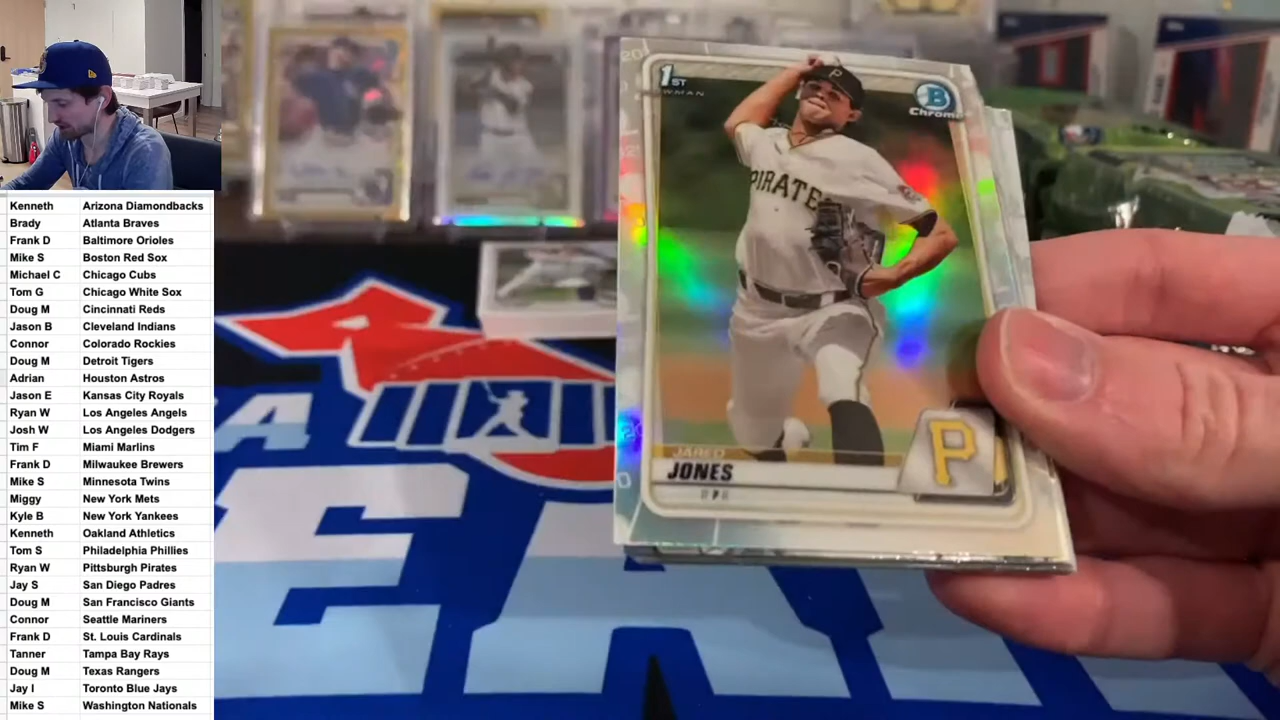 Kenneth Arizona Diamondbacks
Brady Atlanta Braves
Frank D Baltimore Orioles
Mike S Boston Red Sox
Michael C Chicago Cubs
Tom G Chicago White Sox
Doug M Cincinnati Reds
Jason B Cleveland Indians
Connor Colorado Rockies
Doug M Detroit Tigers
Adrian Houston Astros
Jason E Kansas City Royals
Ryan W Los Angeles Angels
Josh W Los Angeles Dodgers
Tim F Miami Marlins
Frank D Milwaukee Brewers
Mike S Minnesota Twins
Miggy New York Mets
Kyle B New York Yankees
Kenneth Oakland Athletics
Tom S Philadelphia Phillies
Ryan W Pittsburgh Pirates
Jay S San Diego Padres
Doug M San Francisco Giants
Connor Seattle Mariners
Frank D St. Louis Cardinals
Tanner Tampa Bay Rays
Doug M Texas Rangers
Jay I Toronto Blue Jays
Mike S Washington Nationals
1ST
B
Chrome
P
PIRATES
JARED
JONES
P